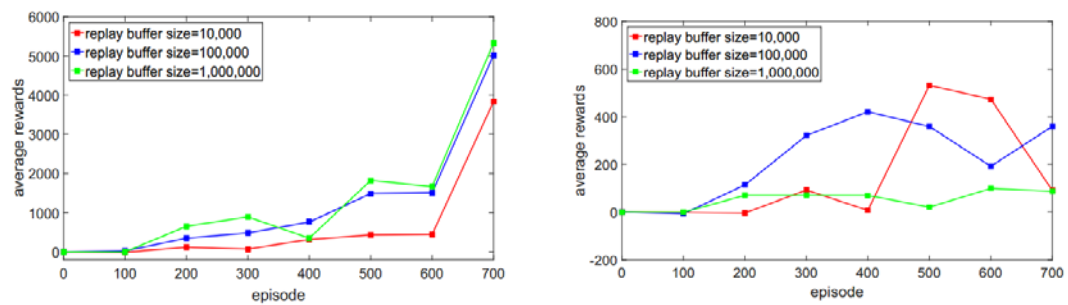 6000
5000
4000
3000
2000
1000
0
average rewards
replay buffer size=10,000
replay buffer size=100,000
replay buffer size=1,000,000
0 100 200 300 400 500 600 700
episode
800
600
400
200
0
-200
average rewards
replay buffer size=10,000
replay buffer size=100,000
replay buffer size=1,000,000
0 100 200 300 400 500 600 700
episode